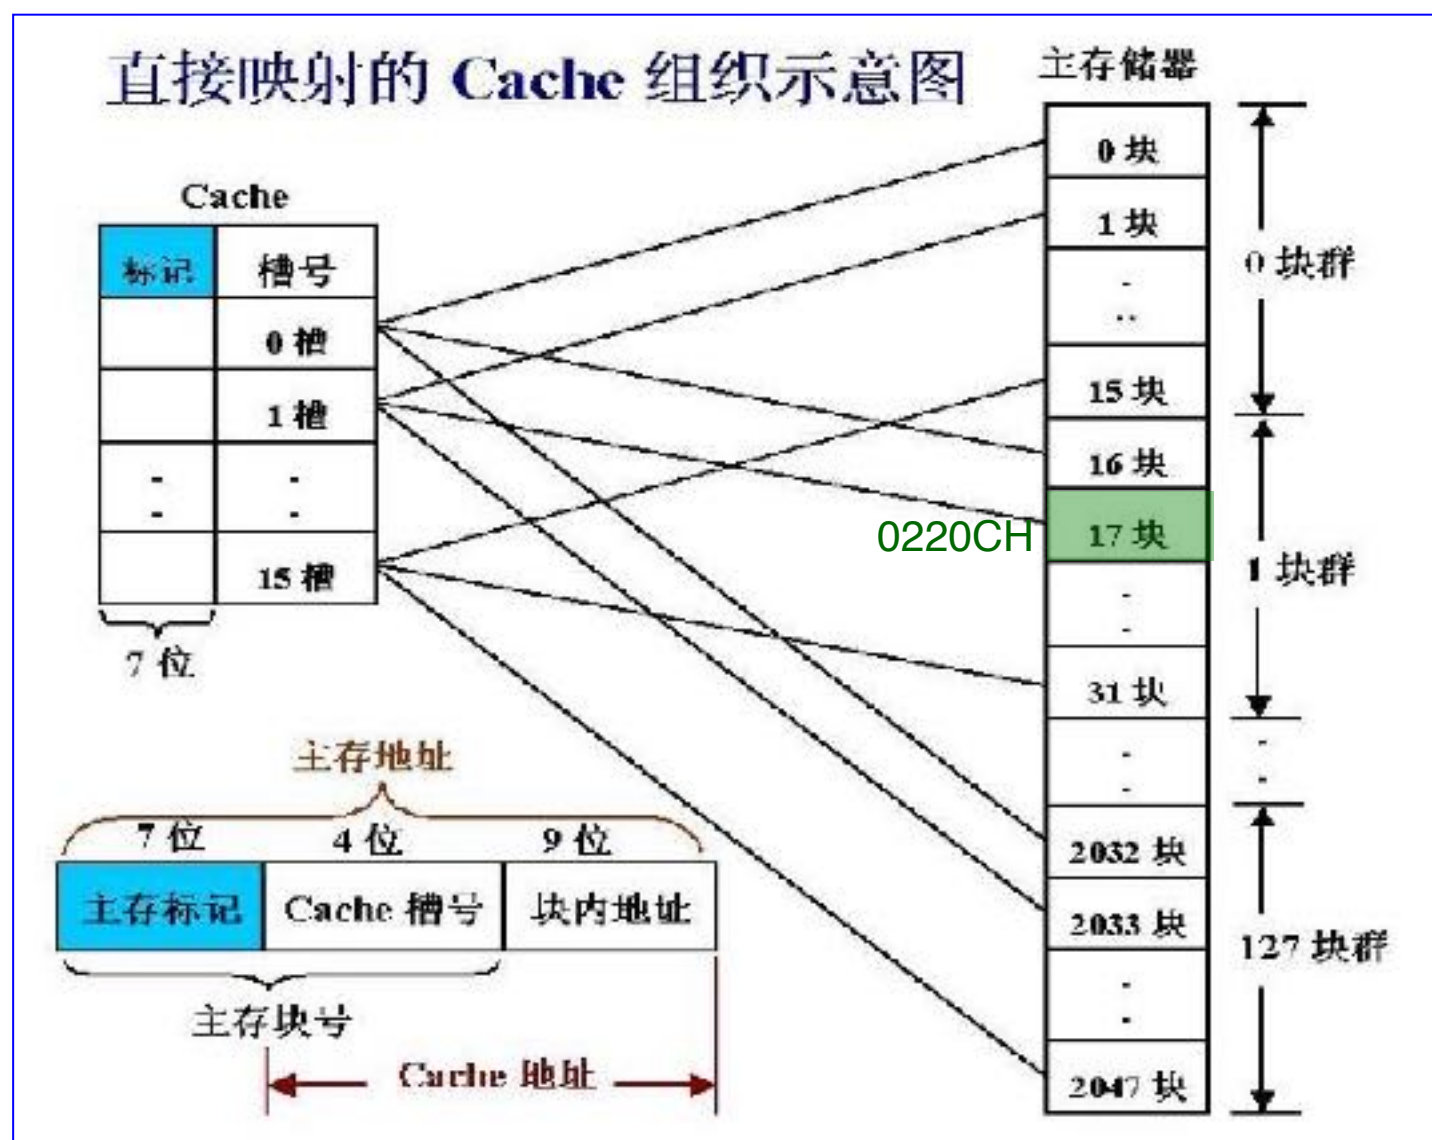 直接映射的 Cache 组织示意图
主存储器
Cache
标记 槽号
0 槽
1 槽
15 槽
7 位
0 块
1 块
15 块
16 块
0220CH
17 块
31 块
2032 块
2033 块
2047 块
0 块群
1 块群
127 块群
主存地址
7 位 4 位 9 位
主存标记 Cache 槽号 块内地址
主存块号
Cache 地址